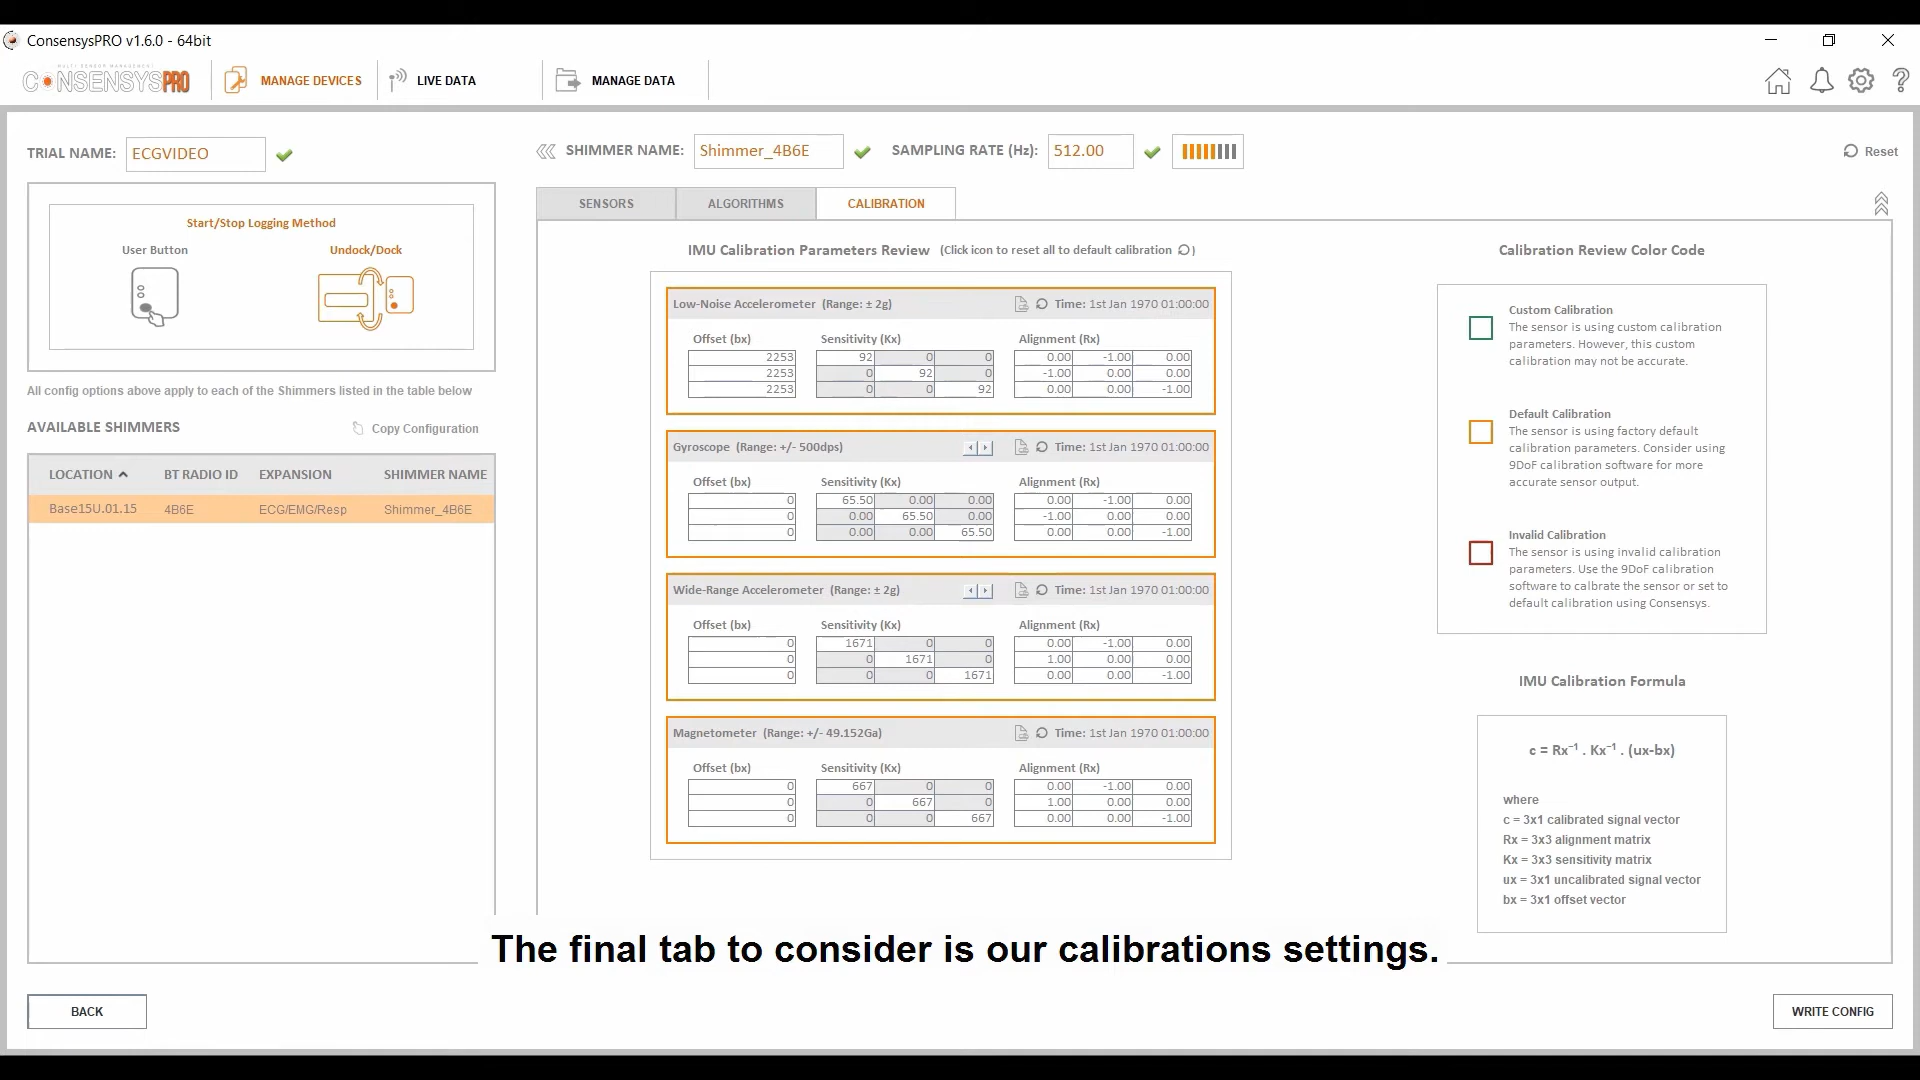 ConsensysPRO v1.6.0 - 64bit
MULTI SENSOR MANAGEMENT
CONSENSYSPRO
MANAGE DEVICES
LIVE DATA
MANAGE DATA
TRIAL NAME: ECGVIDEO
Start/Stop Logging Method
User Button Undock/Dock
All config options above apply to each of the Shimmers listed in the table below
AVAILABLE SHIMMERS Copy Configuration
LOCATION BT RADIO ID EXPANSION SHIMMER NAME
Base15U.01.15 4B6E ECG/EMG/Resp Shimmer_4B6E
SHIMMER NAME: Shimmer_4B6E SAMPLING RATE (Hz): 512.00
Reset
SENSORS ALGORITHMS CALIBRATION
IMU Calibration Parameters Review (Click icon to reset all to default calibration )
Low-Noise Accelerometer (Range: ± 2g) Time: 1st Jan 1970 01:00:00
Offset (bx) Sensitivity (Kx) Alignment (Rx)
2253 92 0 0 0.00 -1.00 0.00
2253 0 92 0 -1.00 0.00 0.00
2253 0 0 92 0.00 0.00 -1.00
Gyroscope (Range: +/- 500dps) Time: 1st Jan 1970 01:00:00
Offset (bx) Sensitivity (Kx) Alignment (Rx)
0 65.50 0.00 0.00 0.00 -1.00 0.00
0 0.00 65.50 0.00 -1.00 0.00 0.00
0 0.00 0.00 65.50 0.00 0.00 -1.00
Wide-Range Accelerometer (Range: ± 2g) Time: 1st Jan 1970 01:00:00
Offset (bx) Sensitivity (Kx) Alignment (Rx)
0 1671 0 0 0.00 -1.00 0.00
0 0 1671 0 1.00 0.00 0.00
0 0 0 1671 0.00 0.00 -1.00
Magnetometer (Range: +/- 49.152Ga) Time: 1st Jan 1970 01:00:00
Offset (bx) Sensitivity (Kx) Alignment (Rx)
0 667 0 0 0.00 -1.00 0.00
0 0 667 0 1.00 0.00 0.00
0 0 0 667 0.00 0.00 -1.00
Calibration Review Color Code
Custom Calibration
The sensor is using custom calibration
parameters. However, this custom
calibration may not be accurate.
Default Calibration
The sensor is using factory default
calibration parameters. Consider using
9DoF calibration software for more
accurate sensor output.
Invalid Calibration
The sensor is using invalid calibration
parameters. Use the 9DoF calibration
software to calbrate the sensor or set to
default calibration using Consensys.
IMU Calibration Formula
c = Rx⁻¹ . Kx⁻¹ . (ux-bx)
where
c = 3x1 calibrated signal vector
Rx = 3x3 alignment matrix
Kx = 3x3 sensitivity matrix
ux = 3x1 uncalibrated signal vector
bx = 3x1 offset vector
The final tab to consider is our calibrations settings.
BACK
WRITE CONFIG